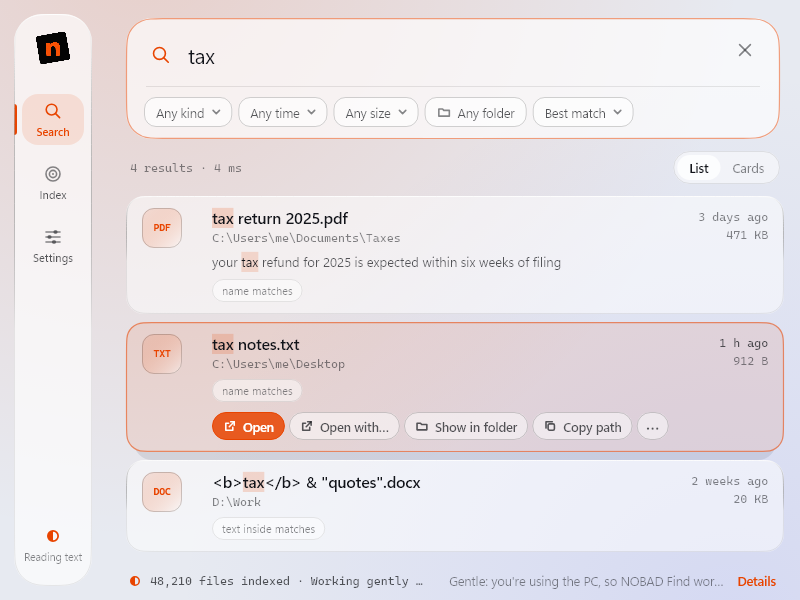 n
tax
Any kind
Any time
Any size
Any folder
Best match
Search
Index
Settings
Reading text
4 results · 4 ms
List
Cards
PDF
tax return 2025.pdf
3 days ago
C:\Users\me\Documents\Taxes
471 KB
your tax refund for 2025 is expected within six weeks of filing
name matches
TXT
tax notes.txt
1 h ago
C:\Users\me\Desktop
912 B
name matches
Open
Open with...
Show in folder
Copy path
...
DOC
<b>tax</b> & "quotes".docx
2 weeks ago
D:\Work
20 KB
text inside matches
48,210 files indexed · Working gently …
Gentle: you're using the PC, so NOBAD Find wor...
Details